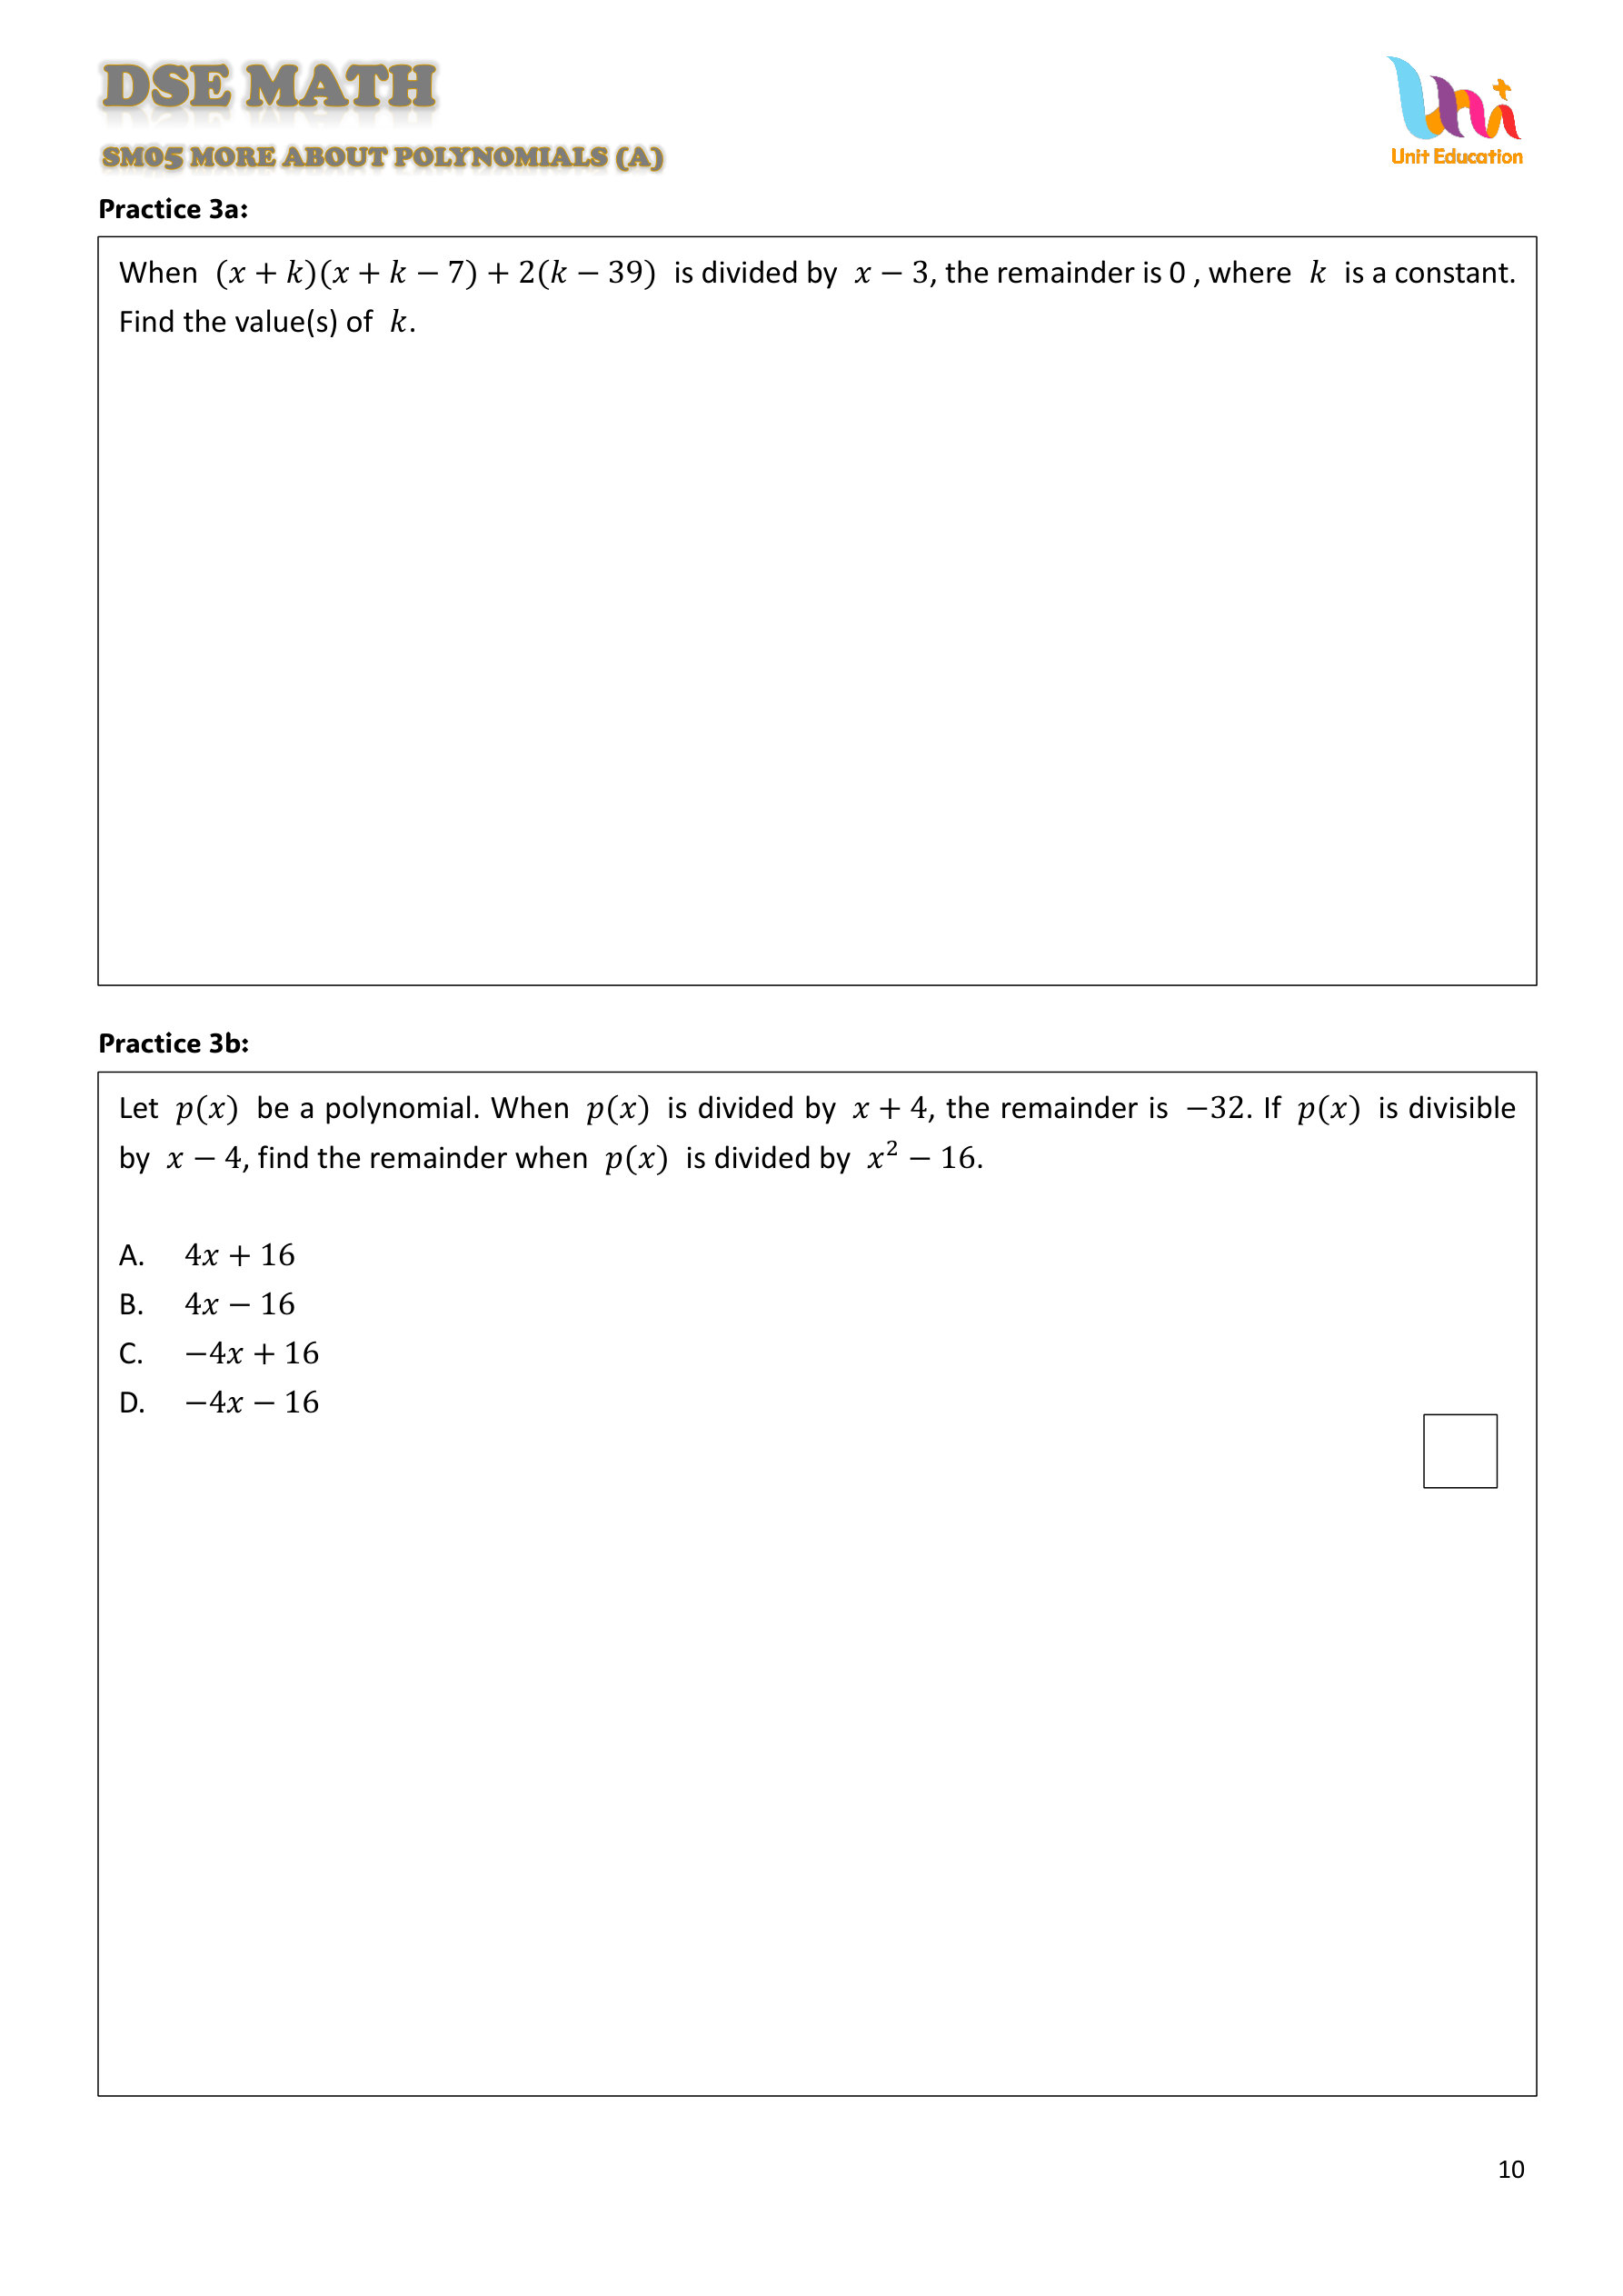 DSE MATH
Unit Education
SM05 MORE ABOUT POLYNOMIALS (A)
Practice 3a:
When (x + k)(x + k − 7) + 2(k − 39) is divided by x − 3, the remainder is 0 , where k is a constant.
Find the value(s) of k.
Practice 3b:
Let p(x) be a polynomial. When p(x) is divided by x + 4, the remainder is −32. If p(x) is divisible
by x − 4, find the remainder when p(x) is divided by x² − 16.
A. 4x + 16
B. 4x − 16
C. −4x + 16
D. −4x − 16
10